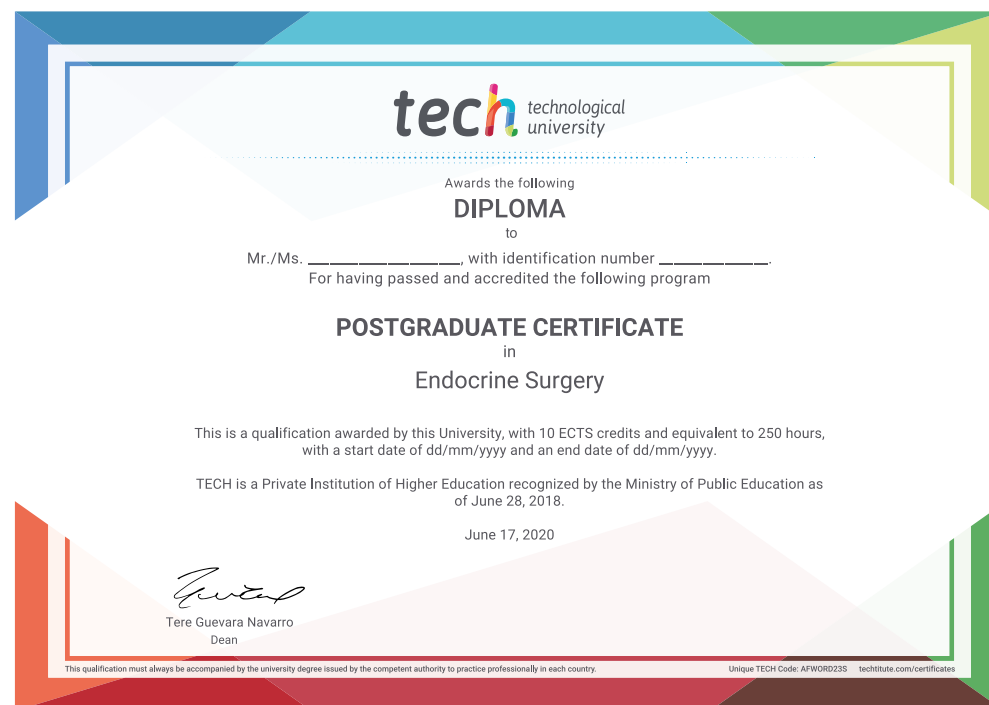 tech technological
university
Awards the following
DIPLOMA
to
Mr./Ms. ____________________, with identification number ______________.
For having passed and accredited the following program
POSTGRADUATE CERTIFICATE
in
Endocrine Surgery
This is a qualification awarded by this University, with 10 ECTS credits and equivalent to 250 hours,
with a start date of dd/mm/yyyy and an end date of dd/mm/yyyy.
TECH is a Private Institution of Higher Education recognized by the Ministry of Public Education as
of June 28, 2018.
June 17, 2020
Tere Guevara Navarro
Dean
This qualification must always be accompanied by the university degree issued by the competent authority to practice professionally in each country. Unique TECH Code: AFWORD23S techtitute.com/certificates